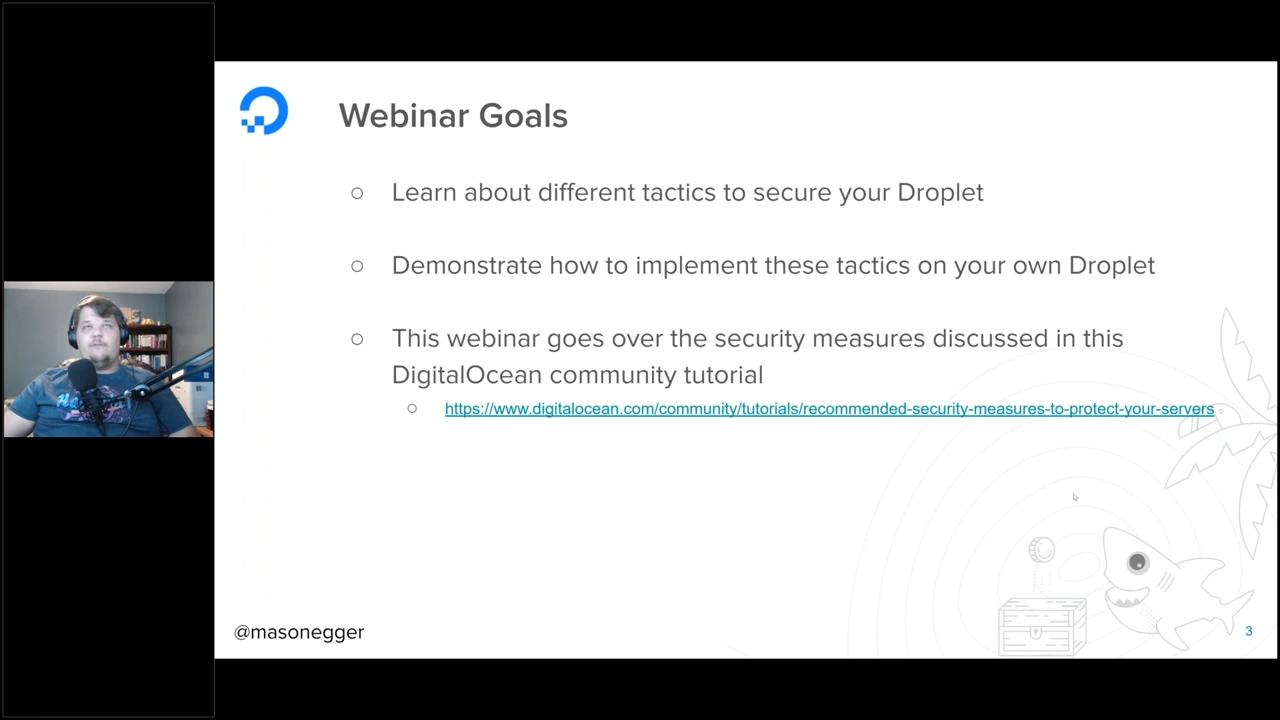 Webinar Goals
Learn about different tactics to secure your Droplet
Demonstrate how to implement these tactics on your own Droplet
This webinar goes over the security measures discussed in this
DigitalOcean community tutorial
https://www.digitalocean.com/community/tutorials/recommended-security-measures-to-protect-your-servers
@masonegger
3